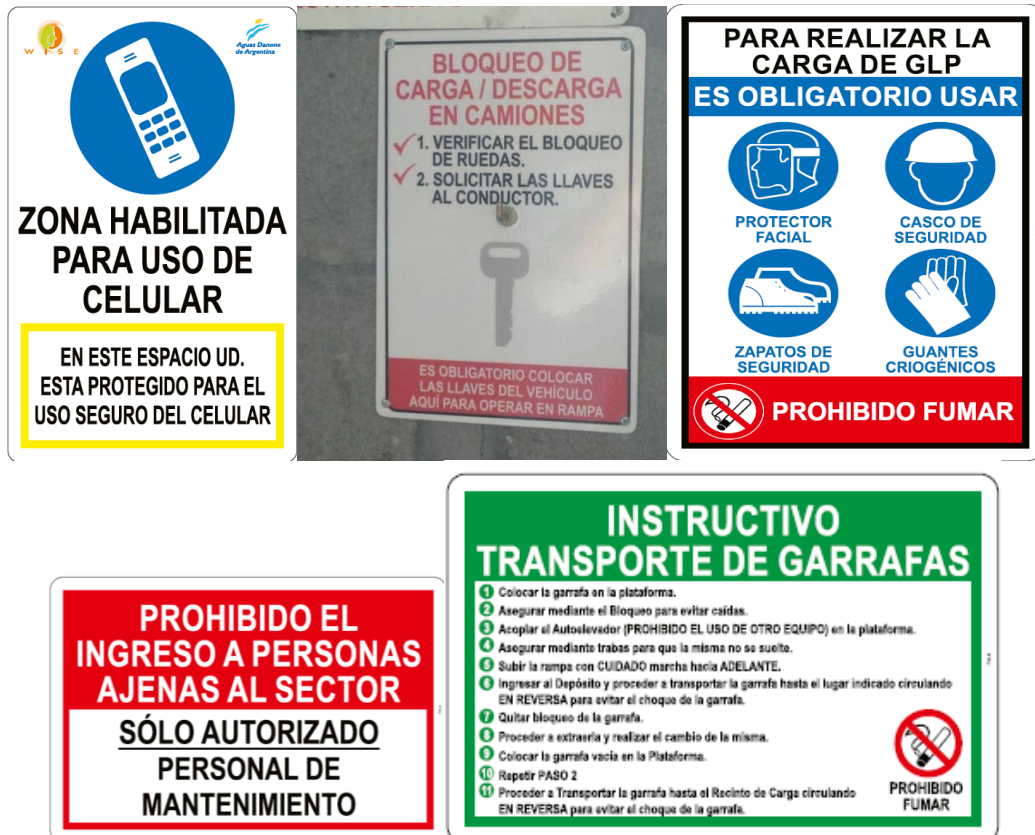 WISE
Aguas Danone
de Argentina
ZONA HABILITADA
PARA USO DE
CELULAR
EN ESTE ESPACIO UD.
ESTA PROTEGIDO PARA EL
USO SEGURO DEL CELULAR
BLOQUEO DE
CARGA / DESCARGA
EN CAMIONES
1. VERIFICAR EL BLOQUEO
DE RUEDAS.
2. SOLICITAR LAS LLAVES
AL CONDUCTOR.
ES OBLIGATORIO COLOCAR
LAS LLAVES DEL VEHÍCULO
AQUÍ PARA OPERAR EN RAMPA
PARA REALIZAR LA
CARGA DE GLP
ES OBLIGATORIO USAR
PROTECTOR
FACIAL
CASCO DE
SEGURIDAD
ZAPATOS DE
SEGURIDAD
GUANTES
CRIOGÉNICOS
PROHIBIDO FUMAR
PROHIBIDO EL
INGRESO A PERSONAS
AJENAS AL SECTOR
SÓLO AUTORIZADO
PERSONAL DE
MANTENIMIENTO
INSTRUCTIVO
TRANSPORTE DE GARRAFAS
1 Colocar la garrafa en la plataforma.
2 Asegurar mediante el Bloqueo para evitar caídas.
3 Acoplar el Autoelevador (PROHIBIDO EL USO DE OTRO EQUIPO) en la plataforma.
4 Asegurar mediante trabas para que la misma no se suelte.
5 Subir la rampa con CUIDADO marcha hacia ADELANTE.
6 Ingresar al Depósito y proceder a transportar la garrafa hasta el lugar indicado circulando
EN REVERSA para evitar el choque de la garrafa.
7 Quitar bloqueo de la garrafa.
8 Proceder a extraerla y realizar el cambio de la misma.
9 Colocar la garrafa vacía en la Plataforma.
10 Repetir PASO 2
11 Proceder a Transportar la garrafa hasta el Recinto de Carga circulando
EN REVERSA para evitar el choque de la garrafa.
PROHIBIDO
FUMAR